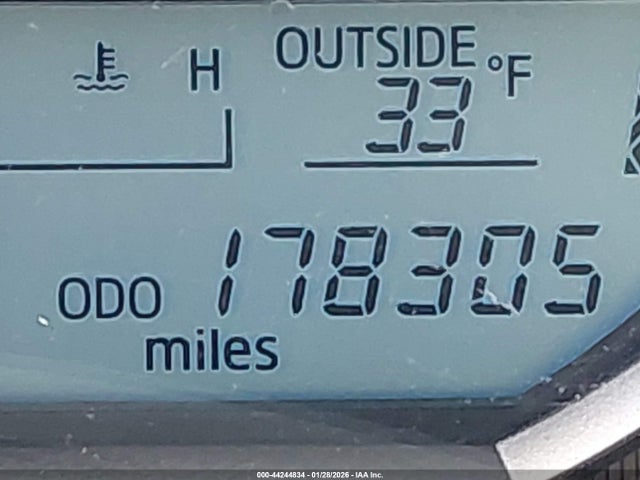 H OUTSIDE
33 °F
ODO 178305
miles
000-44244834 | 01/28/2026 - IAA Inc.